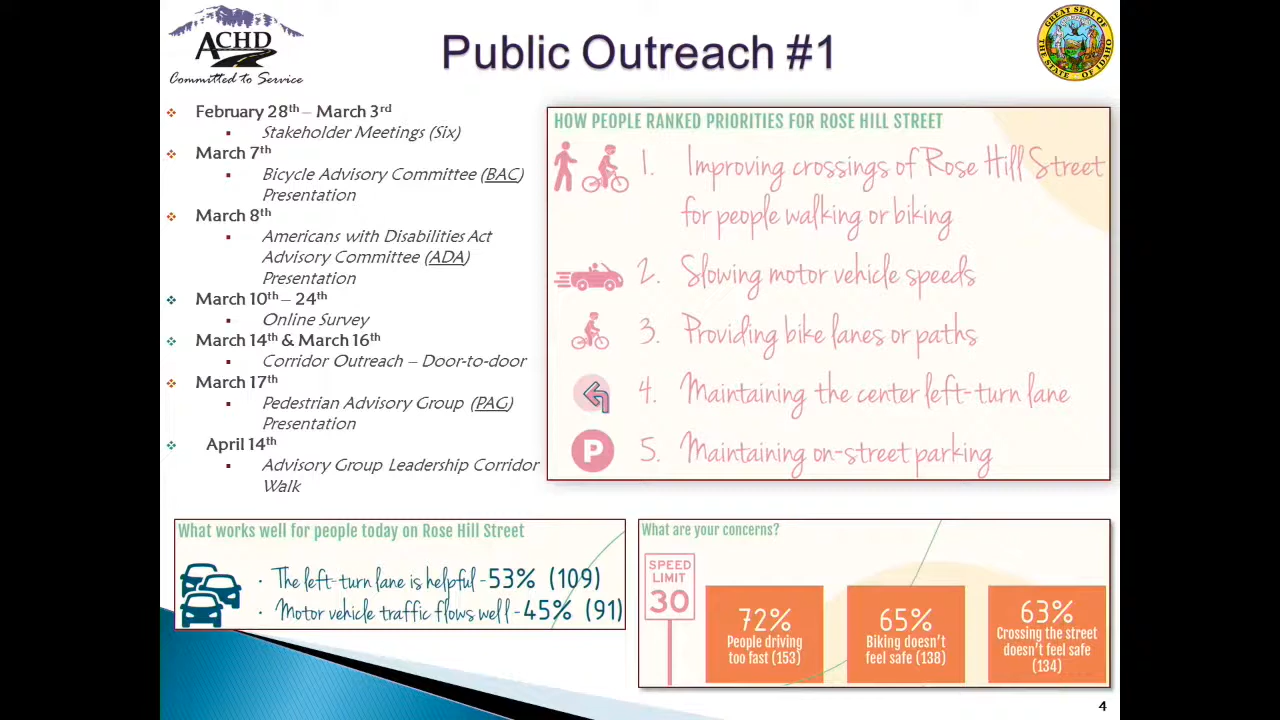 ACHD
Committed to Service
Public Outreach #1
GREAT SEAL OF THE STATE OF IDAHO
February 28th – March 3rd
Stakeholder Meetings (Six)
March 7th
Bicycle Advisory Committee (BAC)
Presentation
March 8th
Americans with Disabilities Act
Advisory Committee (ADA)
Presentation
March 10th – 24th
Online Survey
March 14th & March 16th
Corridor Outreach – Door-to-door
March 17th
Pedestrian Advisory Group (PAG)
Presentation
April 14th
Advisory Group Leadership Corridor
Walk
HOW PEOPLE RANKED PRIORITIES FOR ROSE HILL STREET
1. Improving crossings of Rose Hill Street
for people walking or biking
2. Slowing motor vehicle speeds
3. Providing bike lanes or paths
4. Maintaining the center left-turn lane
P 5. Maintaining on-street parking
What works well for people today on Rose Hill Street
· The left-turn lane is helpful - 53% (109)
· Motor vehicle traffic flows well - 45% (91)
What are your concerns?
SPEED
LIMIT
30
72%
People driving
too fast (153)
65%
Biking doesn't
feel safe (138)
63%
Crossing the street
doesn't feel safe
(134)
4